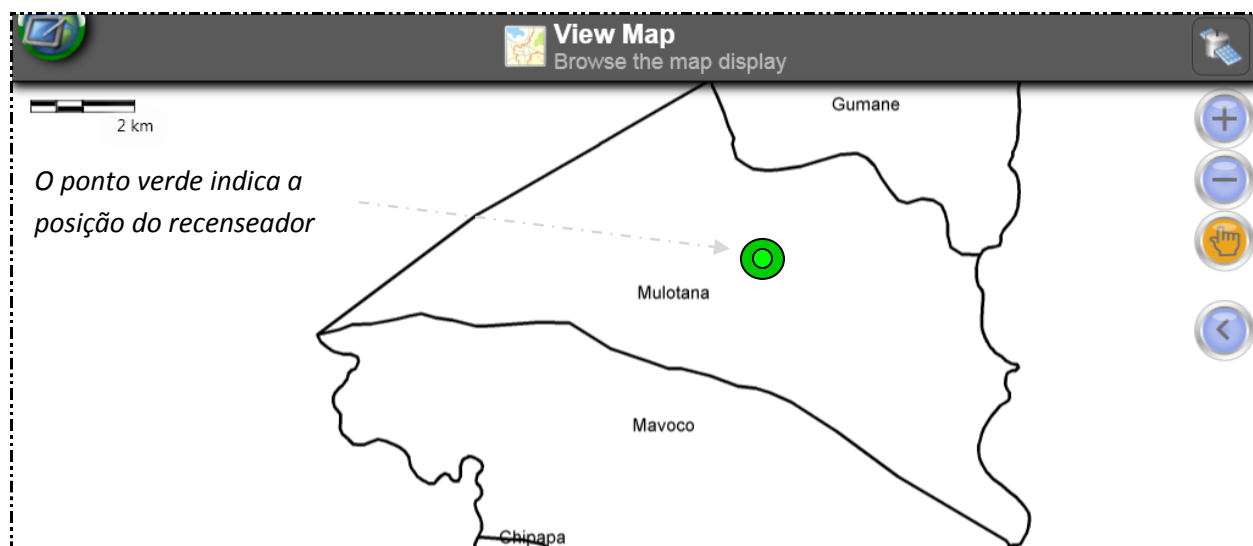 View Map
Browse the map display
2 km
Gumane
O ponto verde indica a
posição do recenseador
Mulotana
Mavoco
Chipapa